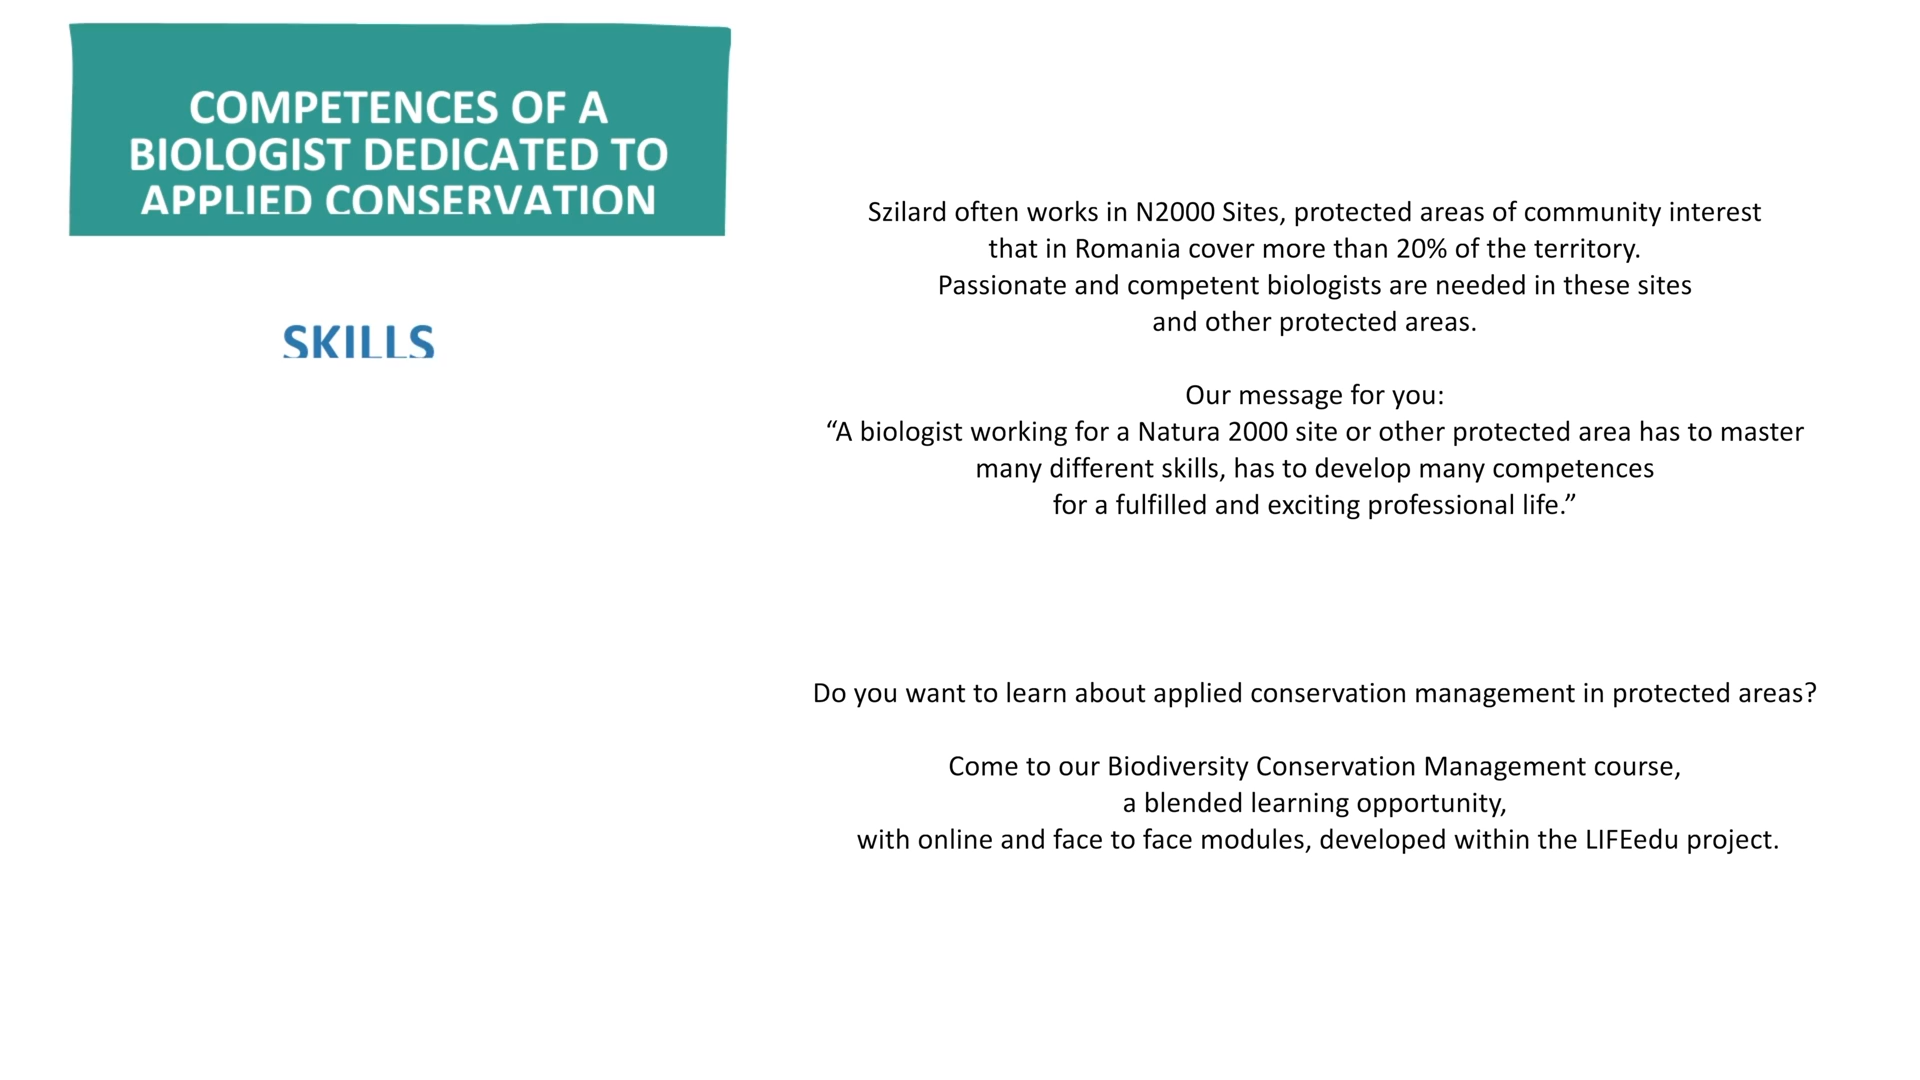 COMPETENCES OF A
BIOLOGIST DEDICATED TO
APPLIED CONSERVATION
SKILLS
Szilard often works in N2000 Sites, protected areas of community interest
that in Romania cover more than 20% of the territory.
Passionate and competent biologists are needed in these sites
and other protected areas.
Our message for you:
“A biologist working for a Natura 2000 site or other protected area has to master
many different skills, has to develop many competences
for a fulfilled and exciting professional life.”
Do you want to learn about applied conservation management in protected areas?
Come to our Biodiversity Conservation Management course,
a blended learning opportunity,
with online and face to face modules, developed within the LIFEedu project.